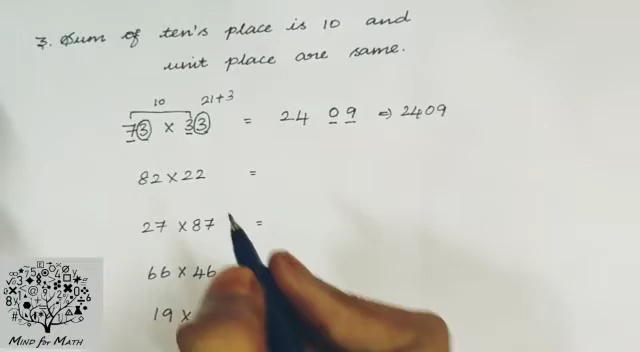 3. Sum of ten's place is 10 and
unit place are same.
10 21+3
73 × 33 = 24 09 ⇒ 2409
82 × 22 =
27 × 87 =
66 × 46
19 ×
MIND FOR MATH